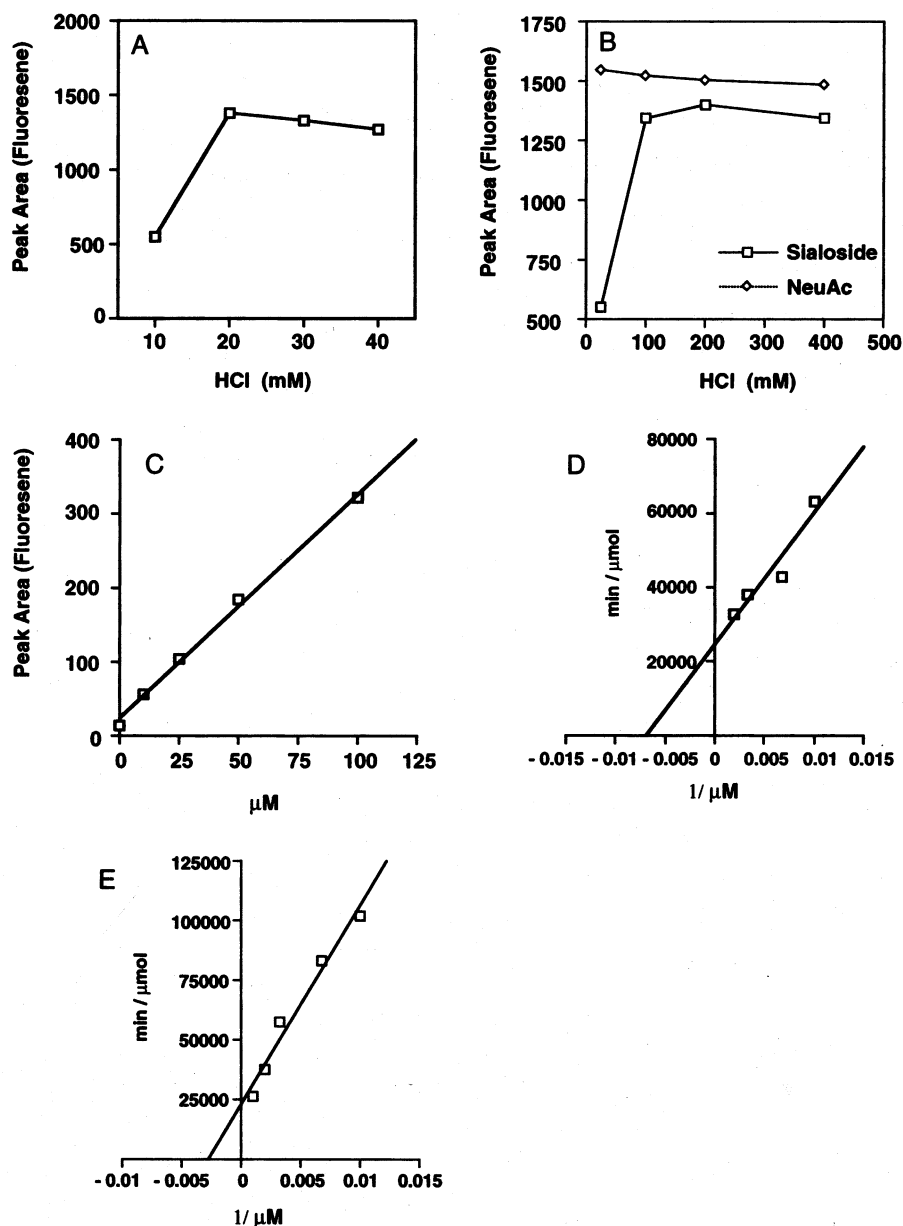 A
Peak Area (Fluoresene)
2000
1500
1000
500
0
10 20 30 40
HCl (mM)
B
Peak Area (Fluoresene)
1750
1500
1250
1000
750
500
Sialoside
NeuAc
0 100 200 300 400 500
HCl (mM)
C
Peak Area (Fluoresene)
400
300
200
100
0
0 25 50 75 100 125
μM
D
min / μmol
80000
60000
40000
20000
- 0.015 - 0.01 - 0.005 0 0.005 0.01 0.015
1/ μM
E
min / μmol
125000
100000
75000
50000
25000
- 0.01 - 0.005 0 0.005 0.01 0.015
1/ μM